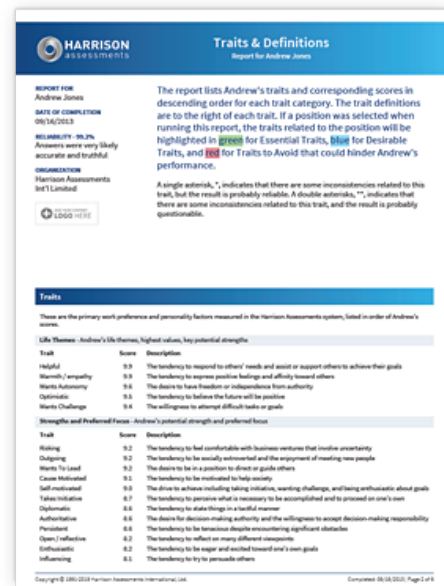 HARRISON
assessments
Traits & Definitions
Report for Andrew Jones
REPORT FOR
Andrew Jones
DATE OF COMPLETION
09/16/2013
RELIABILITY - 99.2%
Answers were very likely
accurate and truthful
ORGANIZATION
Harrison Assessments
Int'l Limited
LOGO HERE
The report lists Andrew's traits and corresponding scores in
descending order for each trait category. The trait definitions
are to the right of each trait. If a position was selected when
running this report, the traits related to the position will be
highlighted in green for Essential Traits, blue for Desirable
Traits, and red for Traits to Avoid that could hinder Andrew's
performance.
A single asterisk, *, indicates that there are some inconsistencies related to this
trait, but the result is probably reliable. A double asterisks, **, indicates that
there are some inconsistencies related to this trait, and the result is probably
questionable.
Traits
These are the primary work preference and personality factors measured in the Harrison Assessments system, listed in order of Andrew's
scores.
Life Themes - Andrew's life themes, highest values, key potential strengths
Trait Score Description
Helpful 9.9 The tendency to respond to others' needs and assist or support others to achieve their goals
Warmth / empathy 9.9 The tendency to express positive feelings and affinity toward others
Wants Autonomy 9.6 The desire to have freedom or independence from authority
Optimistic 9.5 The tendency to believe the future will be positive
Wants Challenge 9.4 The willingness to attempt difficult tasks or goals
Strengths and Preferred Focus - Andrew's potential strength and preferred focus
Trait Score Description
Risking 9.2 The tendency to feel comfortable with business ventures that involve uncertainty
Outgoing 9.2 The tendency to be socially extroverted and the enjoyment of meeting new people
Wants To Lead 9.2 The desire to be in a position to direct or guide others
Cause Motivated 9.1 The tendency to be motivated to help society
Self-motivated 9.0 The drive to achieve including taking initiative, wanting challenge, and being enthusiastic about goals
Takes Initiative 8.7 The tendency to perceive what is necessary to be accomplished and to proceed on one's own
Diplomatic 8.6 The tendency to state things in a tactful manner
Authoritative 8.6 The desire for decision-making authority and the willingness to accept decision-making responsibility
Persistent 8.6 The tendency to be tenacious despite encountering significant obstacles
Open / reflective 8.2 The tendency to reflect on many different viewpoints
Enthusiastic 8.2 The tendency to be eager and excited toward one's own goals
Influencing 8.1 The tendency to try to persuade others
Copyright © 1991-2018 Harrison Assessments International, Ltd.
Completed: 09/16/2013, Page 2 of 5